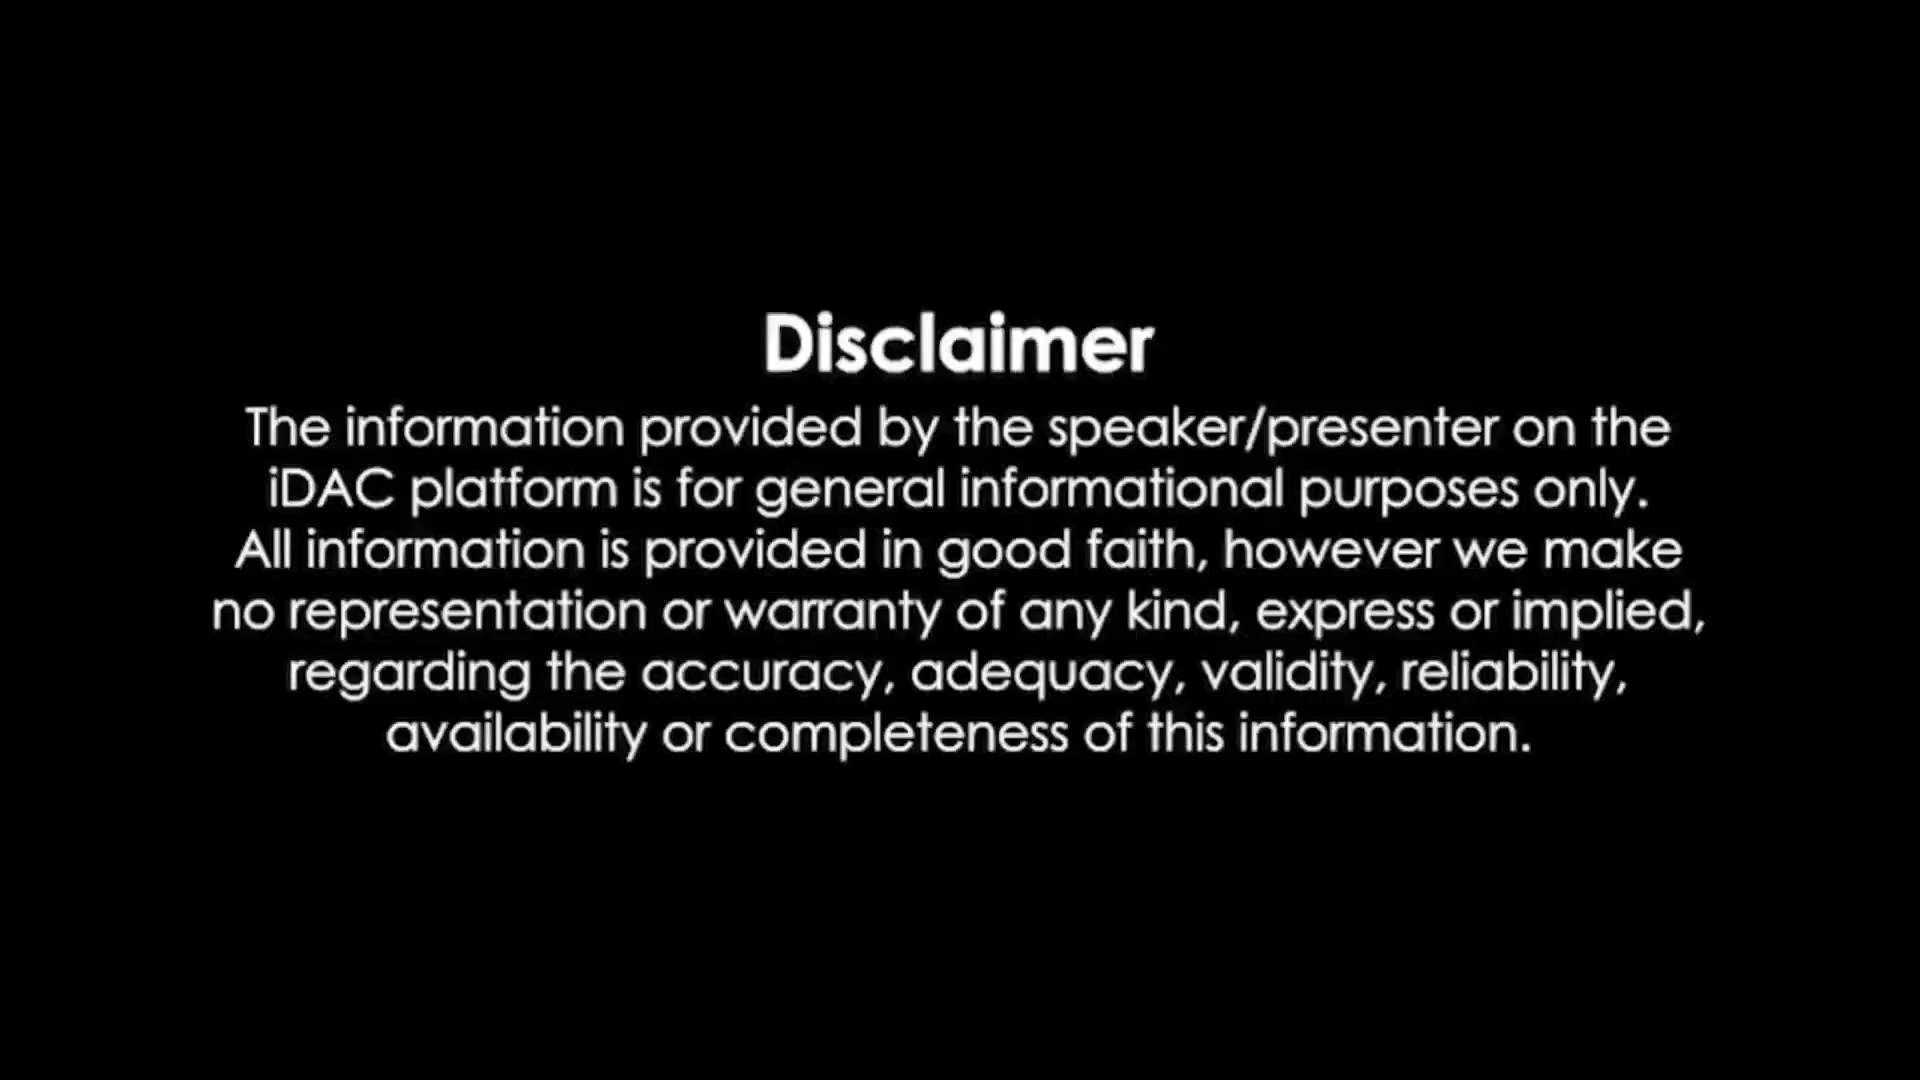 Disclaimer
The information provided by the speaker/presenter on the
iDAC platform is for general informational purposes only.
All information is provided in good faith, however we make
no representation or warranty of any kind, express or implied,
regarding the accuracy, adequacy, validity, reliability,
availability or completeness of this information.